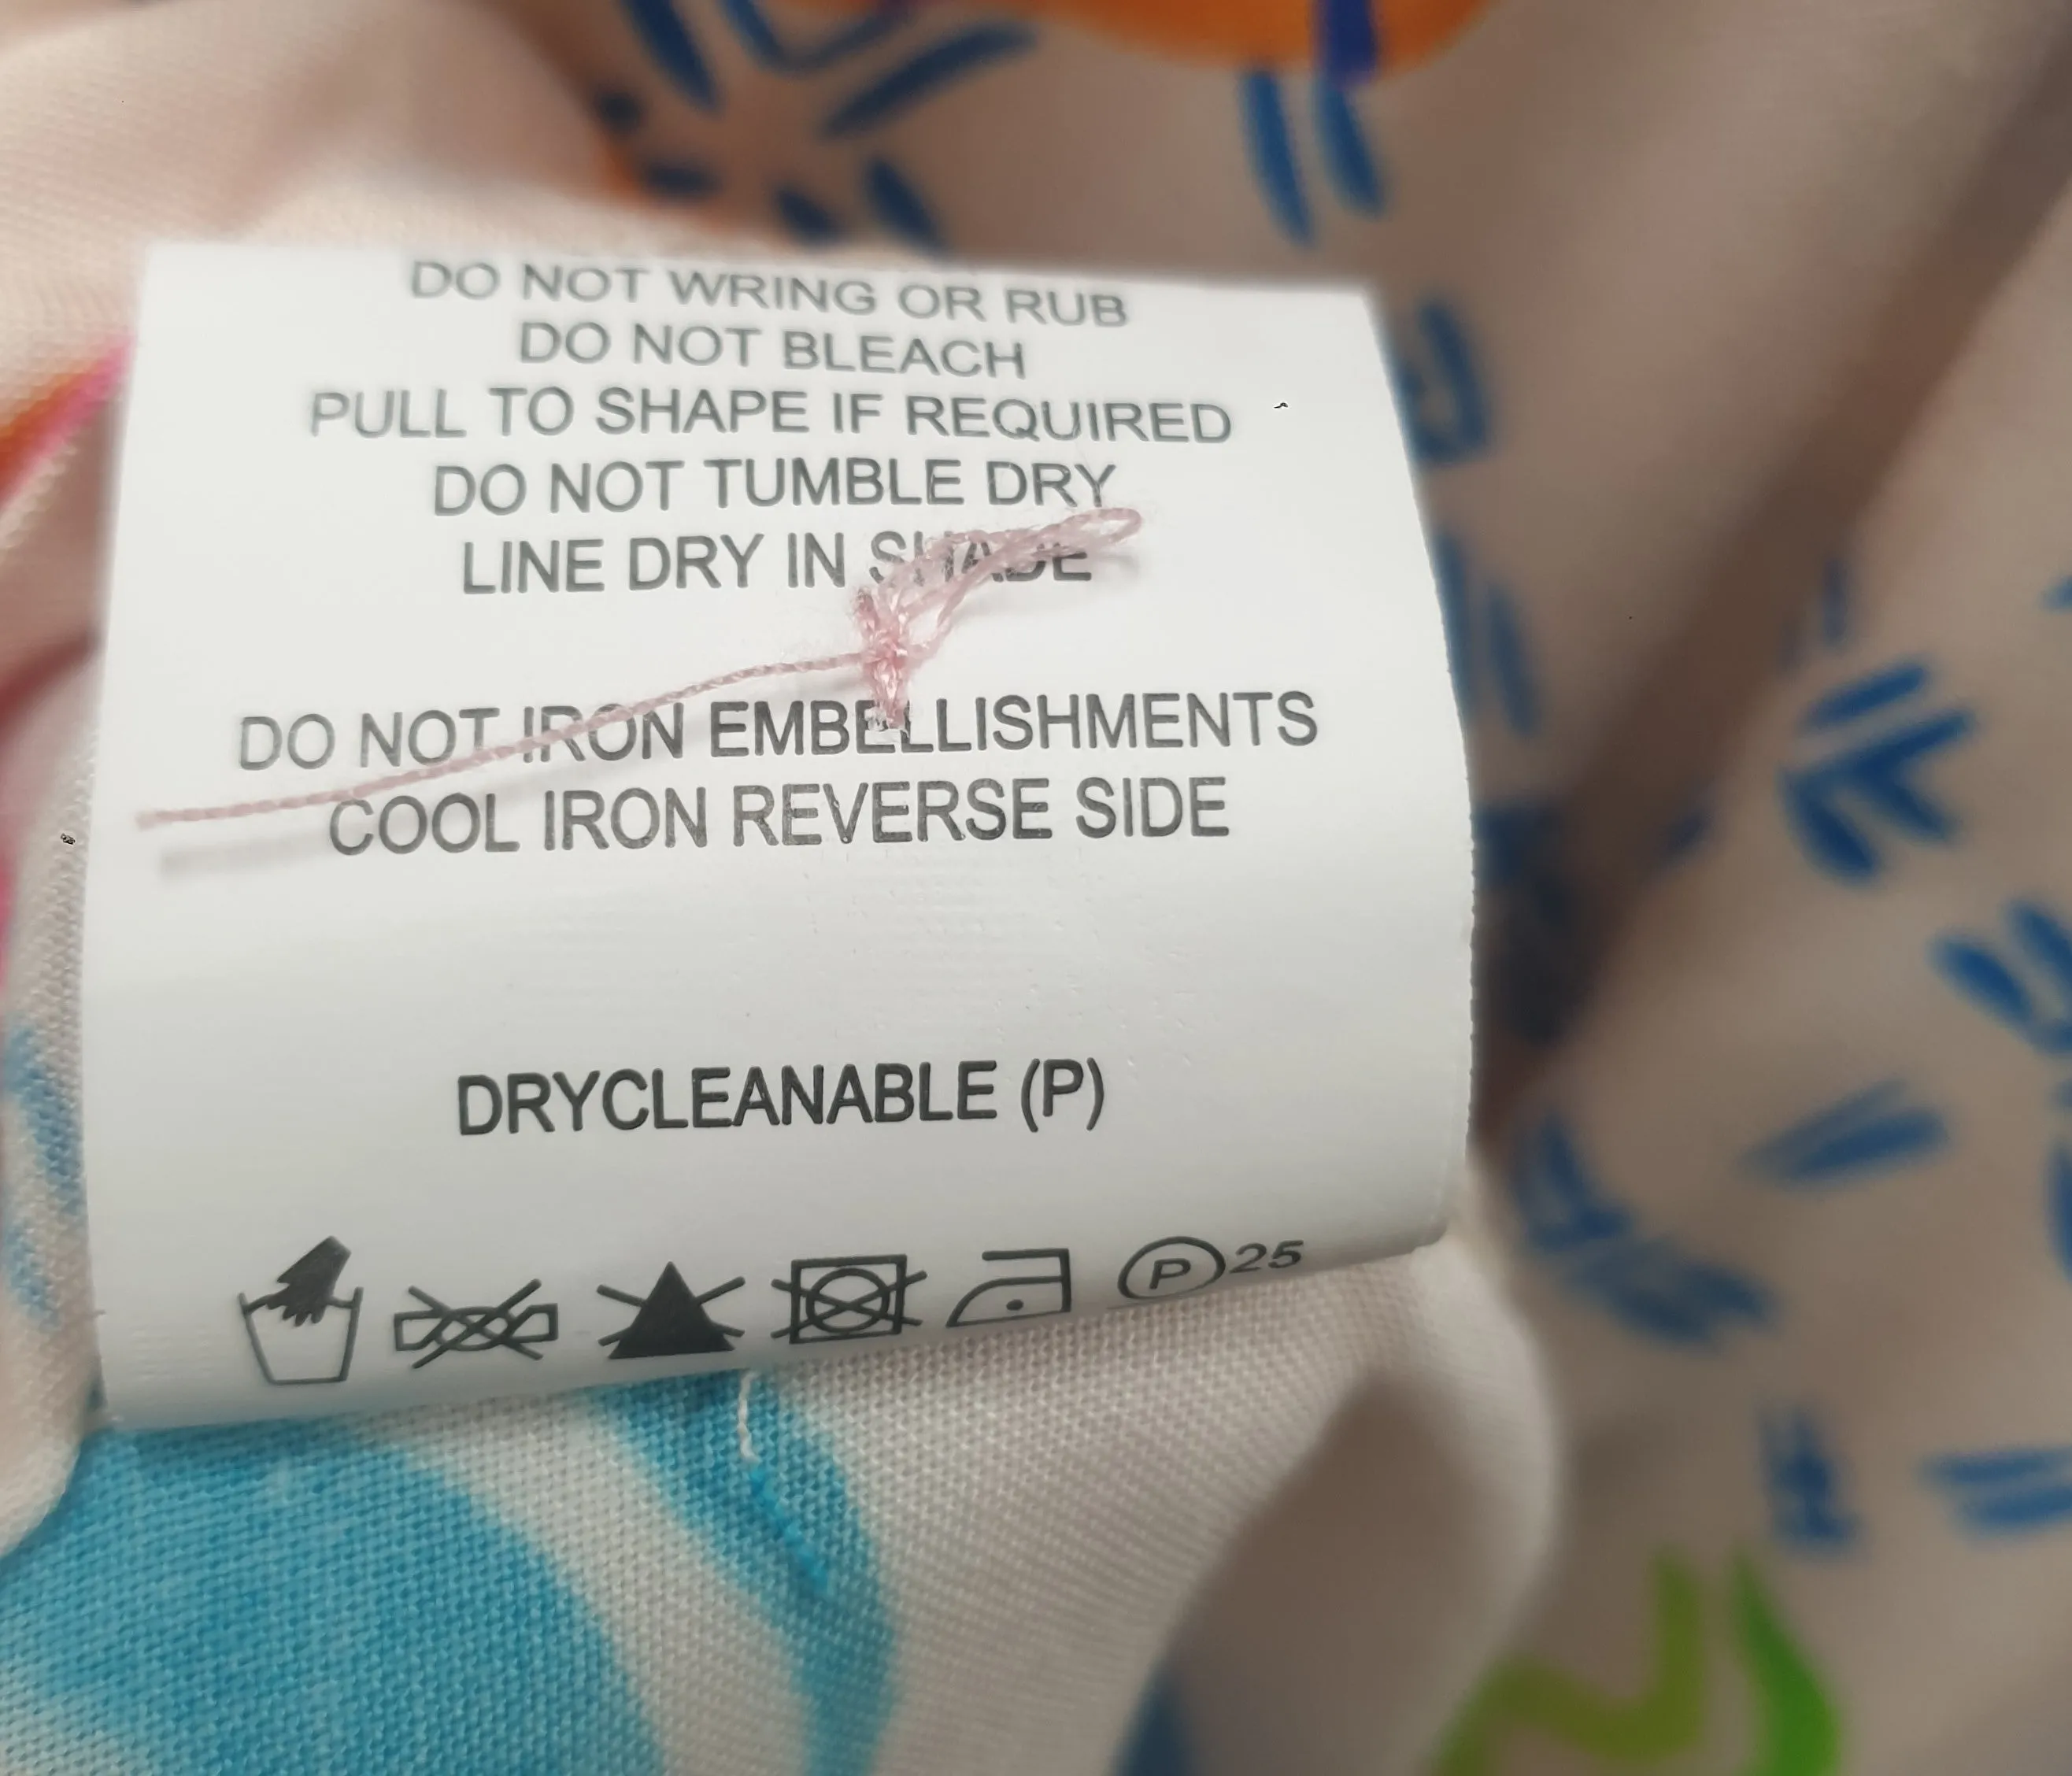 DO NOT WRING OR RUB
DO NOT BLEACH
PULL TO SHAPE IF REQUIRED
DO NOT TUMBLE DRY
LINE DRY IN SHADE
DO NOT IRON EMBELLISHMENTS
COOL IRON REVERSE SIDE
DRYCLEANABLE (P)
P 25